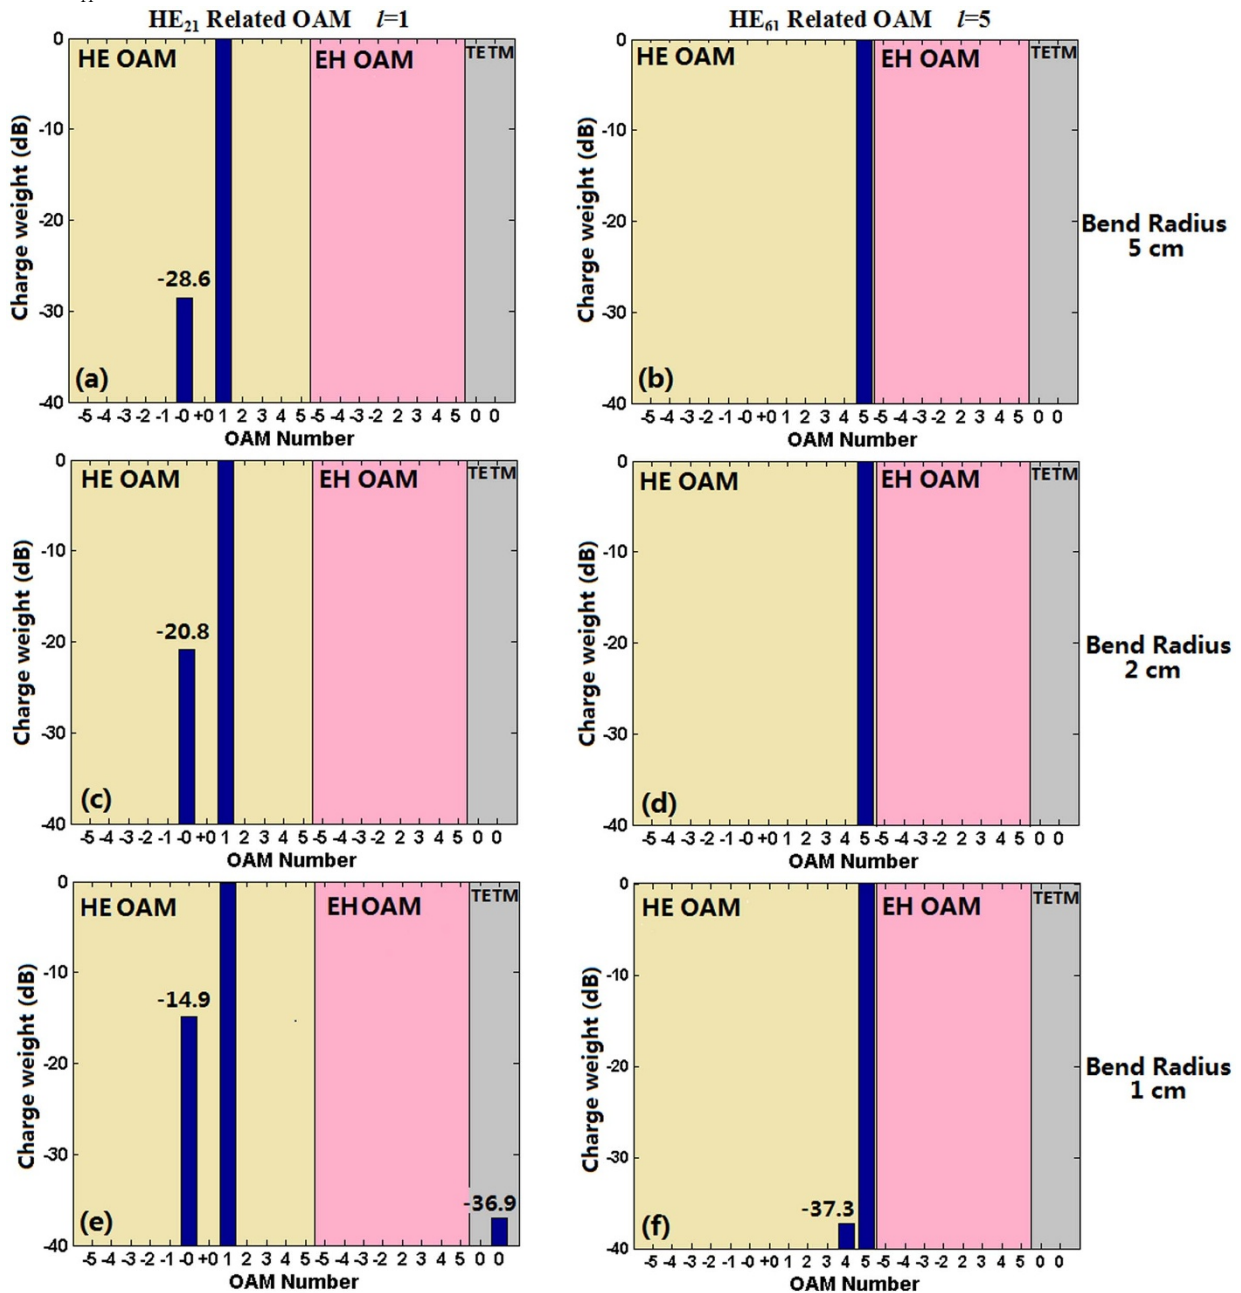 HE21 Related OAM l=1
HE61 Related OAM l=5
HE OAM
EH OAM
TETM
0
-10
-20
-30
-40
Charge weight (dB)
-28.6
(a)
-5 -4 -3 -2 -1 -0 +0 1 2 3 4 5 -5 -4 -3 -2 2 3 4 5 0 0
OAM Number
HE OAM
EH OAM
TETM
0
-10
-20
-30
-40
Charge weight (dB)
(b)
-5 -4 -3 -2 -1 -0 +0 1 2 3 4 5 -5 -4 -3 -2 2 3 4 5 0 0
OAM Number
Bend Radius
5 cm
HE OAM
EH OAM
TETM
0
-10
-20
-30
-40
Charge weight (dB)
-20.8
(c)
-5 -4 -3 -2 -1 -0 +0 1 2 3 4 5 -5 -4 -3 -2 2 3 4 5 0 0
OAM Number
HE OAM
EH OAM
TETM
0
-10
-20
-30
-40
Charge weight (dB)
(d)
-5 -4 -3 -2 -1 -0 +0 1 2 3 4 5 -5 -4 -3 -2 2 3 4 5 0 0
OAM Number
Bend Radius
2 cm
HE OAM
EH OAM
TETM
0
-10
-20
-30
-40
Charge weight (dB)
-14.9
-36.9
(e)
-5 -4 -3 -2 -1 -0 +0 1 2 3 4 5 -5 -4 -3 -2 2 3 4 5 0 0
OAM Number
HE OAM
EH OAM
TETM
0
-10
-20
-30
-40
Charge weight (dB)
-37.3
(f)
-5 -4 -3 -2 -1 -0 +0 1 2 3 4 5 -5 -4 -3 -2 2 3 4 5 0 0
OAM Number
Bend Radius
1 cm